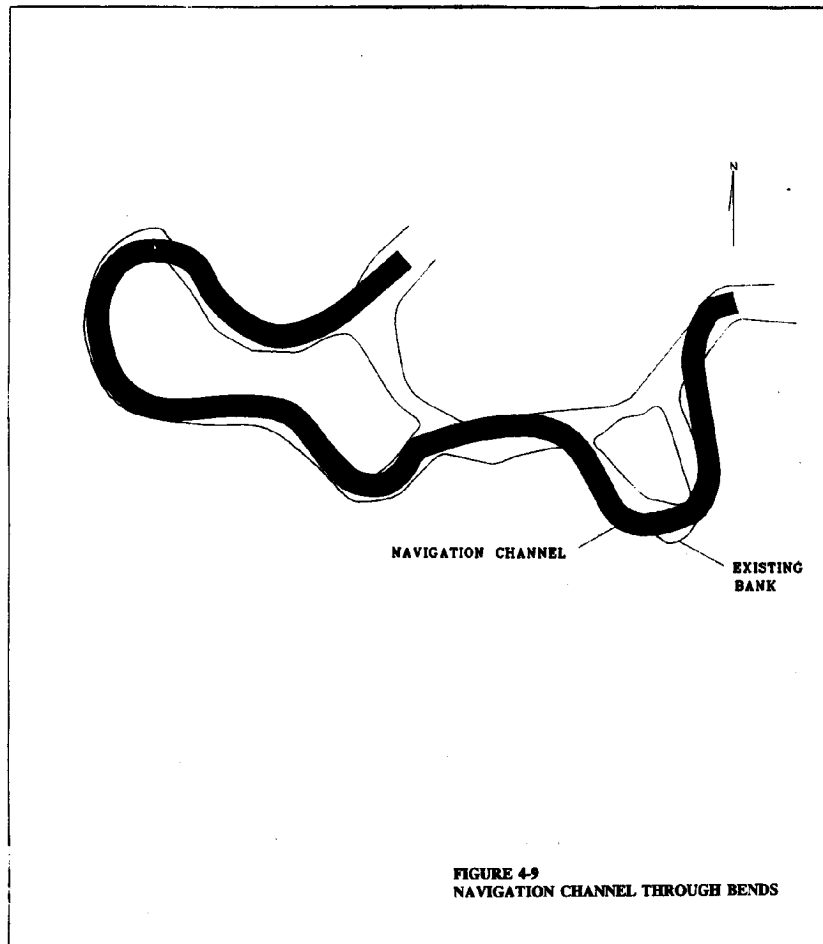 N
NAVIGATION CHANNEL
EXISTING
BANK
FIGURE 4-9
NAVIGATION CHANNEL THROUGH BENDS